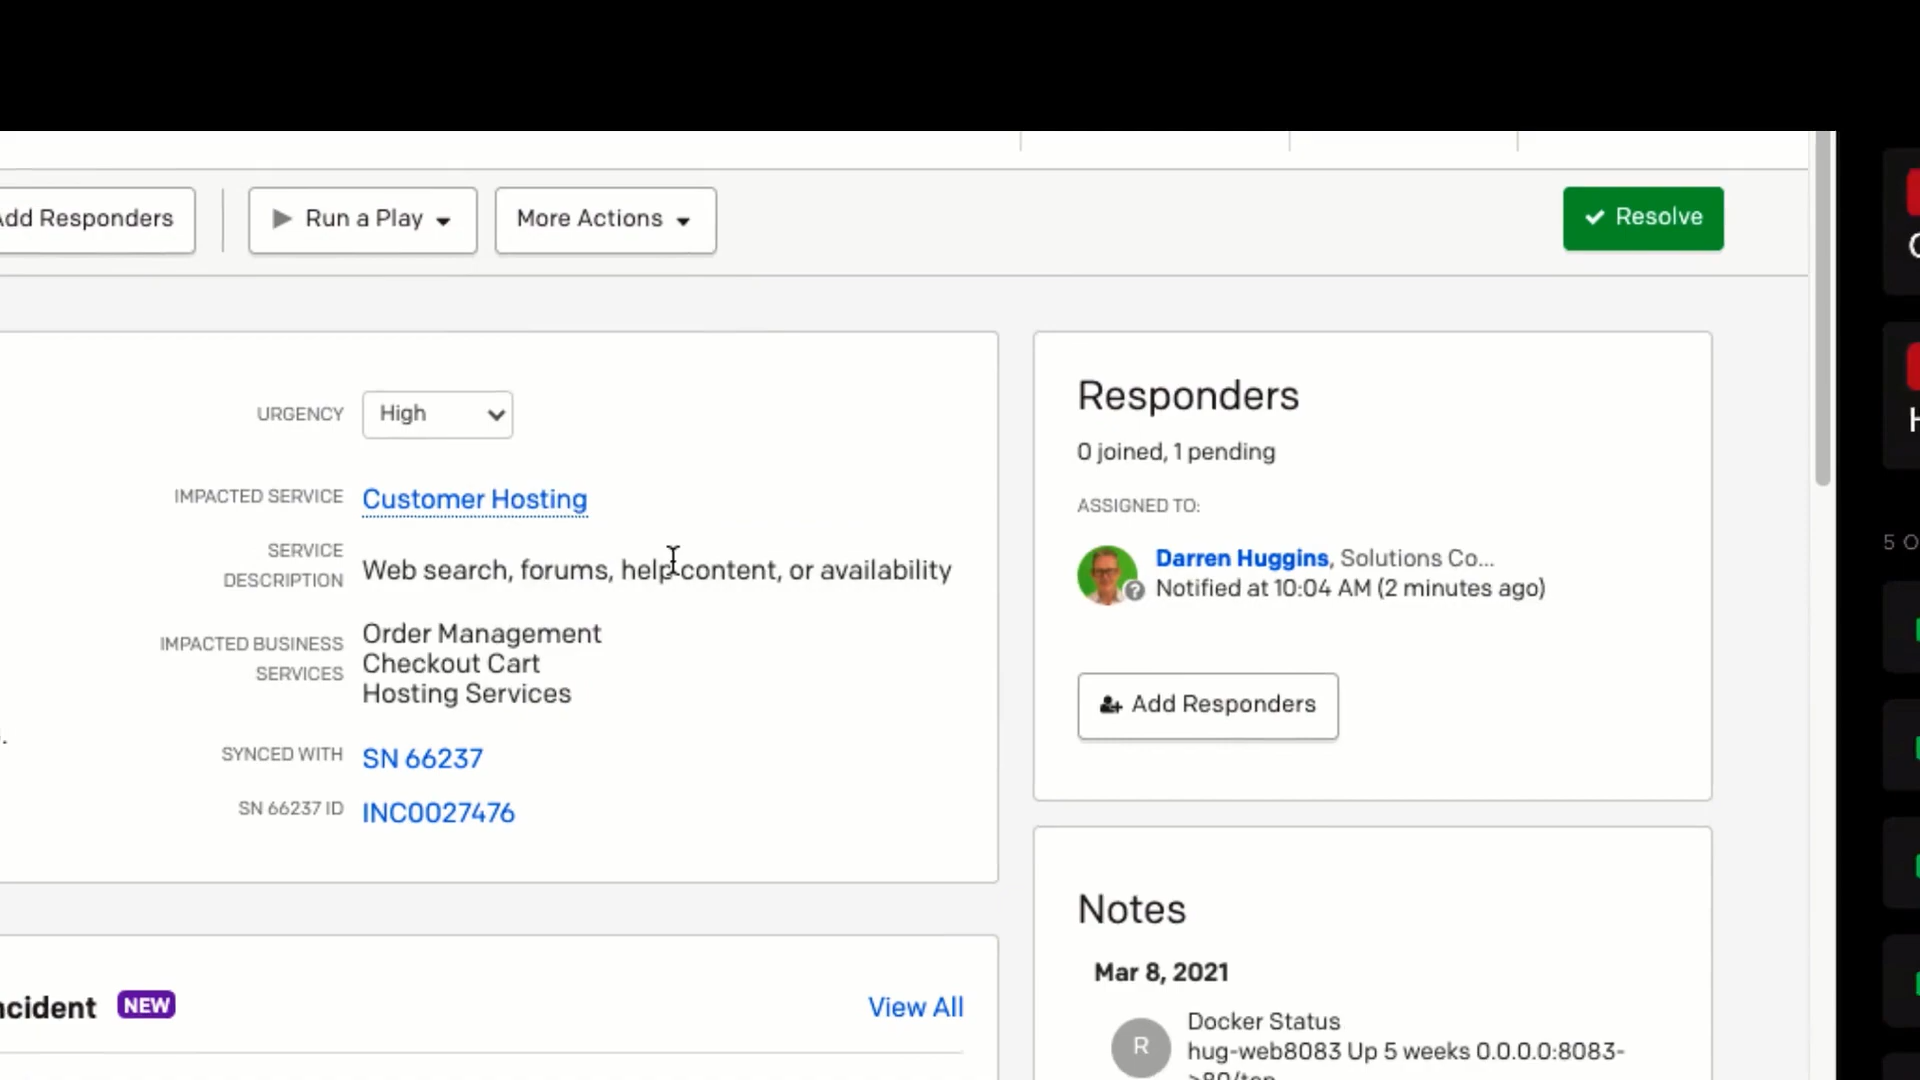 Add Responders
Run a Play
More Actions
Resolve
URGENCY High
IMPACTED SERVICE Customer Hosting
SERVICE DESCRIPTION Web search, forums, help content, or availability
IMPACTED BUSINESS SERVICES
Order Management
Checkout Cart
Hosting Services
SYNCED WITH SN 66237
SN 66237 ID INC0027476
Responders
0 joined, 1 pending
ASSIGNED TO:
Darren Huggins, Solutions Co...
Notified at 10:04 AM (2 minutes ago)
Add Responders
ncident NEW
View All
Notes
Mar 8, 2021
R
Docker Status
hug-web8083 Up 5 weeks 0.0.0.0:8083-
5 O